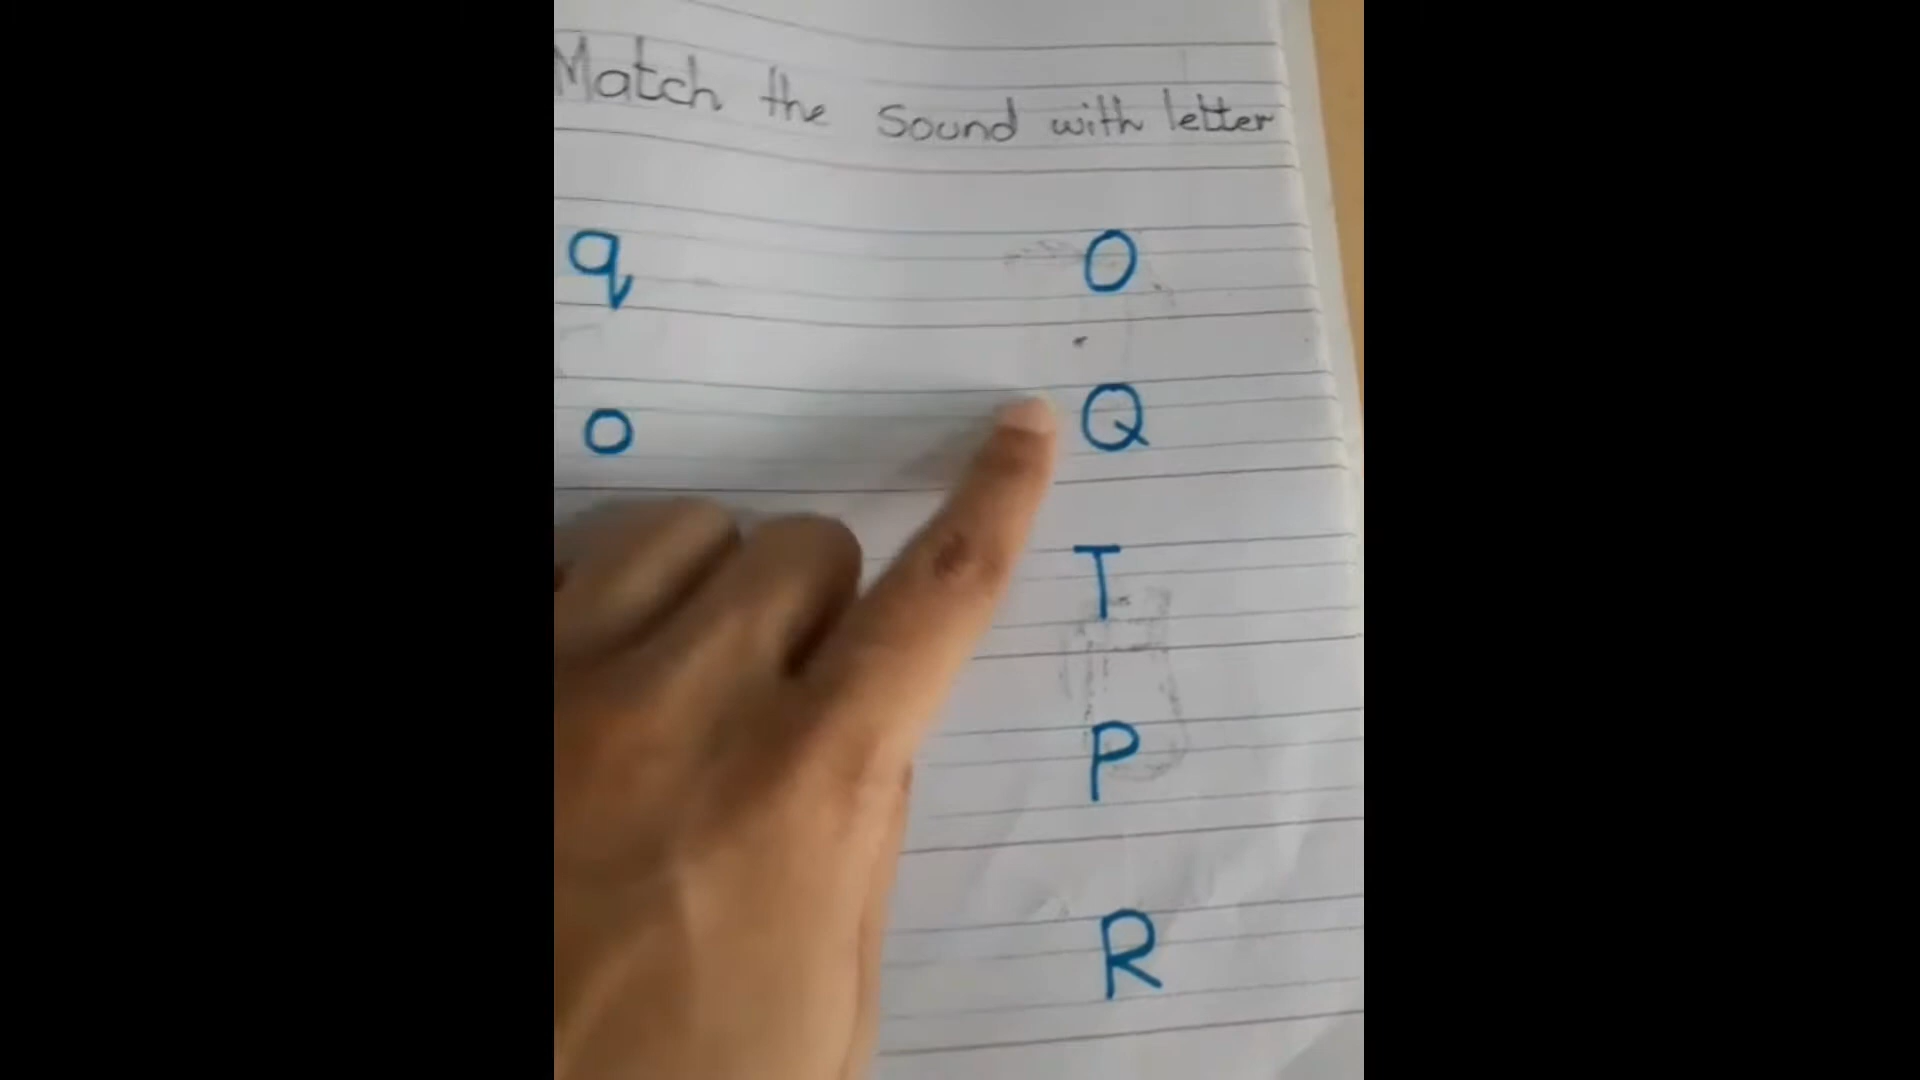 Match the Sound with letter
q O
o Q
T
P
R